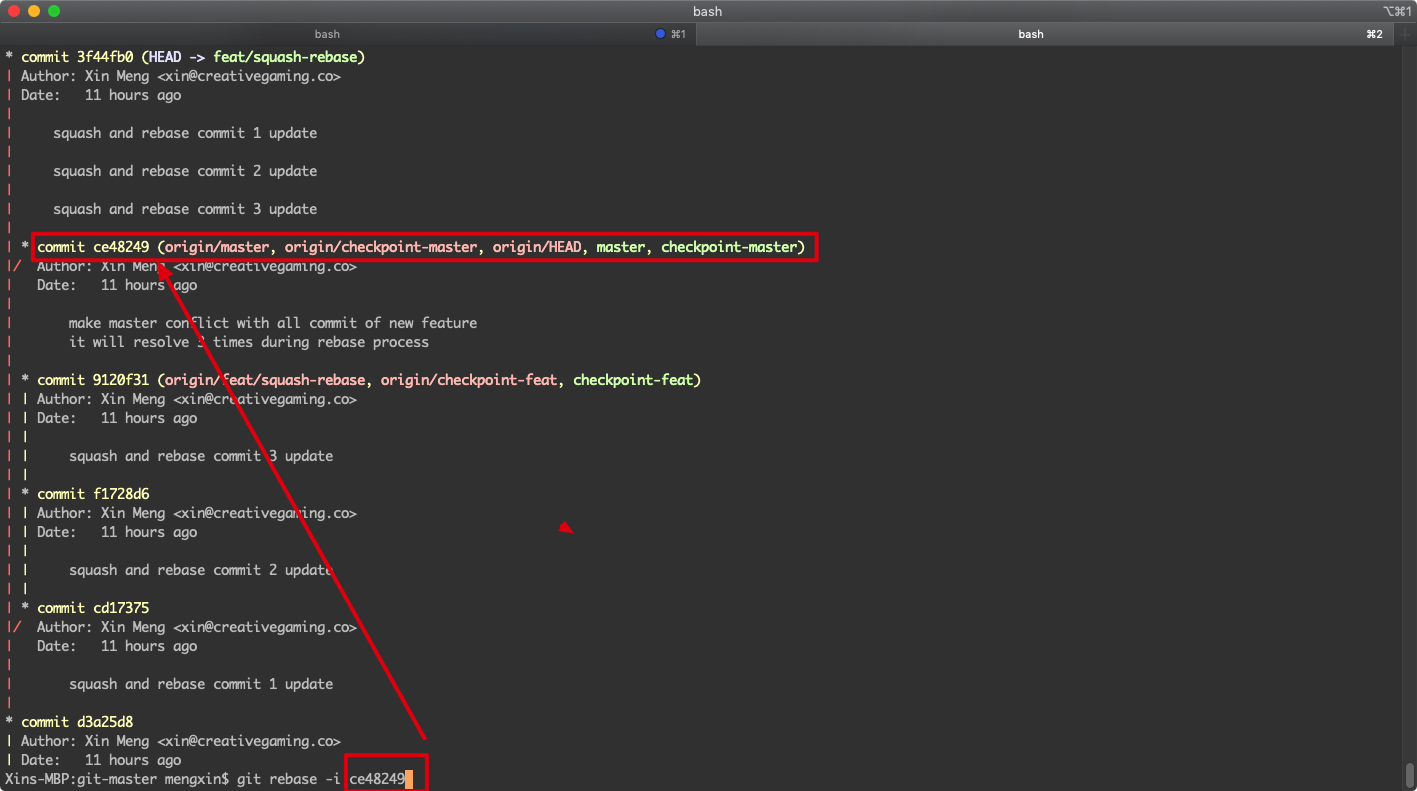 bash
⌥⌘1
bash
⌘1
bash
⌘2
* commit 3f44fb0 (HEAD -> feat/squash-rebase)
| Author: Xin Meng <xin@creativegaming.co>
| Date:   11 hours ago
|
|     squash and rebase commit 1 update
|
|     squash and rebase commit 2 update
|
|     squash and rebase commit 3 update
|
| * commit ce48249 (origin/master, origin/checkpoint-master, origin/HEAD, master, checkpoint-master)
|/  Author: Xin Meng <xin@creativegaming.co>
|   Date:   11 hours ago
|
|       make master conflict with all commit of new feature
|       it will resolve 3 times during rebase process
|
| * commit 9120f31 (origin/feat/squash-rebase, origin/checkpoint-feat, checkpoint-feat)
| | Author: Xin Meng <xin@creativegaming.co>
| | Date:   11 hours ago
| |
| |     squash and rebase commit 3 update
| |
| * commit f1728d6
| | Author: Xin Meng <xin@creativegaming.co>
| | Date:   11 hours ago
| |
| |     squash and rebase commit 2 update
| |
| * commit cd17375
|/  Author: Xin Meng <xin@creativegaming.co>
|   Date:   11 hours ago
|
|       squash and rebase commit 1 update
|
* commit d3a25d8
| Author: Xin Meng <xin@creativegaming.co>
| Date:   11 hours ago
Xins-MBP:git-master mengxin$ git rebase -i ce48249